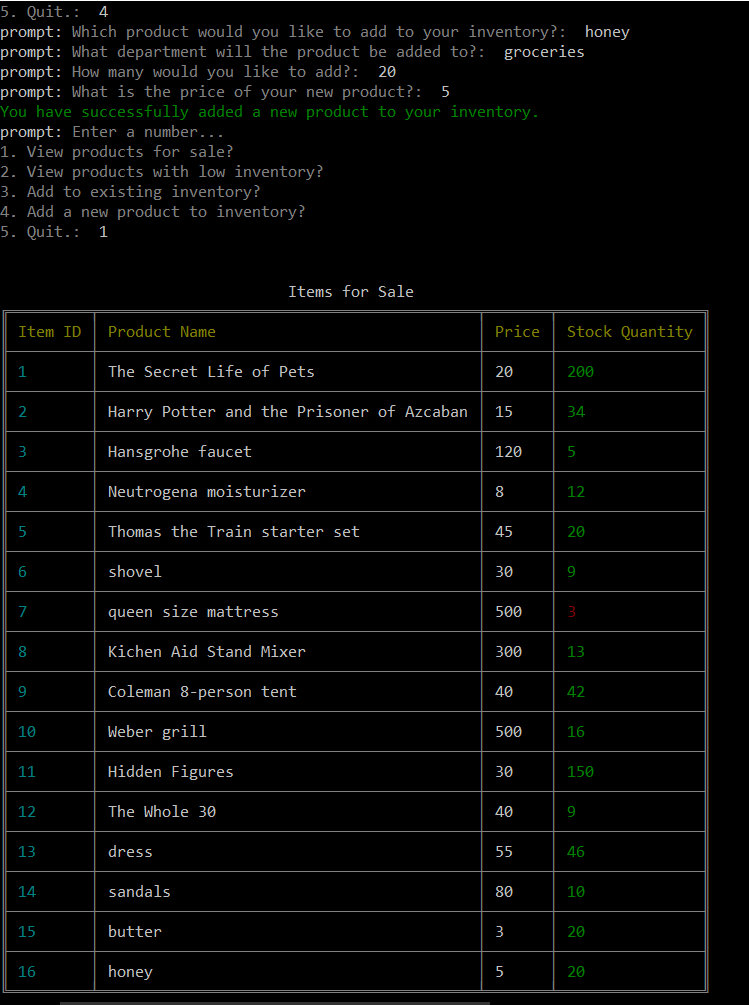 5. Quit.:  4
prompt: Which product would you like to add to your inventory?:  honey
prompt: What department will the product be added to?:  groceries
prompt: How many would you like to add?:  20
prompt: What is the price of your new product?:  5
You have successfully added a new product to your inventory.
prompt: Enter a number...
1. View products for sale?
2. View products with low inventory?
3. Add to existing inventory?
4. Add a new product to inventory?
5. Quit.:  1
Items for Sale
Item ID Product Name Price Stock Quantity
1 The Secret Life of Pets 20 200
2 Harry Potter and the Prisoner of Azcaban 15 34
3 Hansgrohe faucet 120 5
4 Neutrogena moisturizer 8 12
5 Thomas the Train starter set 45 20
6 shovel 30 9
7 queen size mattress 500 3
8 Kichen Aid Stand Mixer 300 13
9 Coleman 8-person tent 40 42
10 Weber grill 500 16
11 Hidden Figures 30 150
12 The Whole 30 40 9
13 dress 55 46
14 sandals 80 10
15 butter 3 20
16 honey 5 20